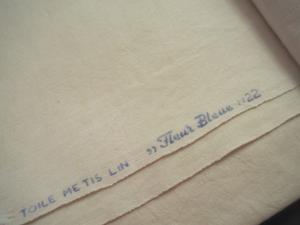 TOILE METIS LIN „Fleur Bleue" 22